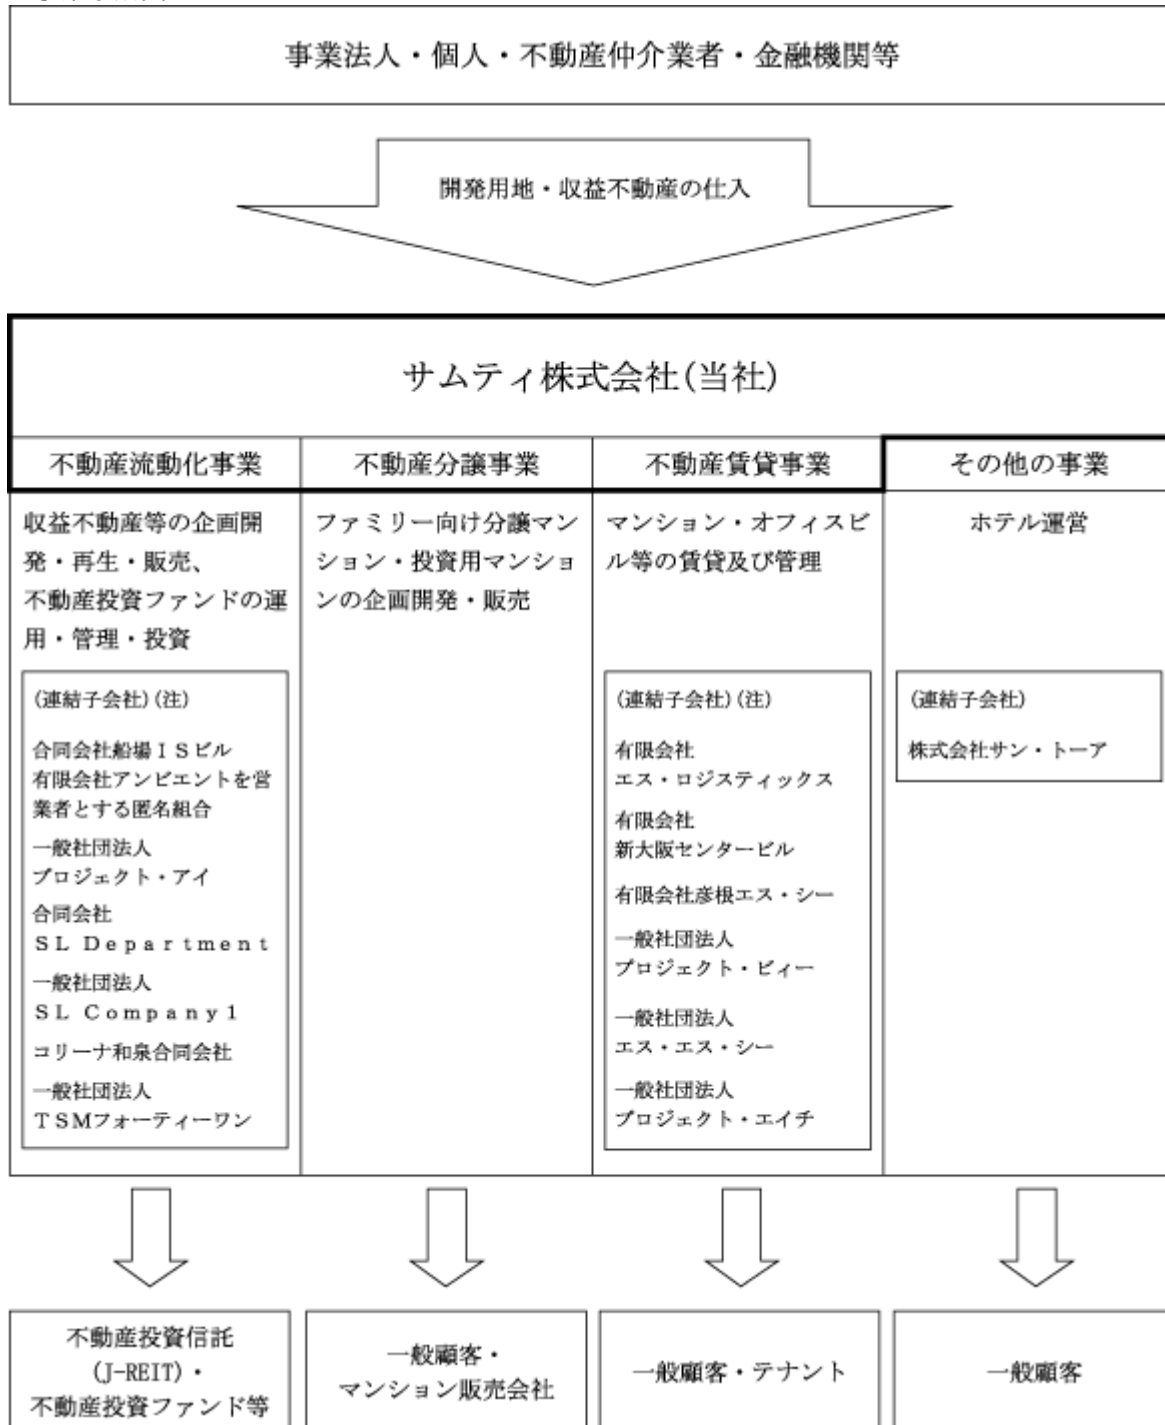 事業法人・個人・不動産仲介業者・金融機関等
開発用地・収益不動産の仕入
サムティ株式会社(当社)
不動産流動化事業
収益不動産等の企画開
発・再生・販売、
不動産投資ファンドの運
用・管理・投資
(連結子会社)(注)
合同会社船場ISビル
有限会社アンビエントを営
業者とする匿名組合
一般社団法人
プロジェクト・アイ
合同会社
SL Department
一般社団法人
SL Company1
コリーナ和泉合同会社
一般社団法人
TSMフォーティーワン
不動産投資信託
(J-REIT)・
不動産投資ファンド等
不動産分譲事業
ファミリー向け分譲マン
ション・投資用マンショ
ンの企画開発・販売
一般顧客・
マンション販売会社
不動産賃貸事業
マンション・オフィスビ
ル等の賃貸及び管理
(連結子会社)(注)
有限会社
エス・ロジスティックス
有限会社
新大阪センタービル
有限会社彦根エス・シー
一般社団法人
プロジェクト・ビィー
一般社団法人
エス・エス・シー
一般社団法人
プロジェクト・エイチ
一般顧客・テナント
その他の事業
ホテル運営
(連結子会社)
株式会社サン・トーア
一般顧客